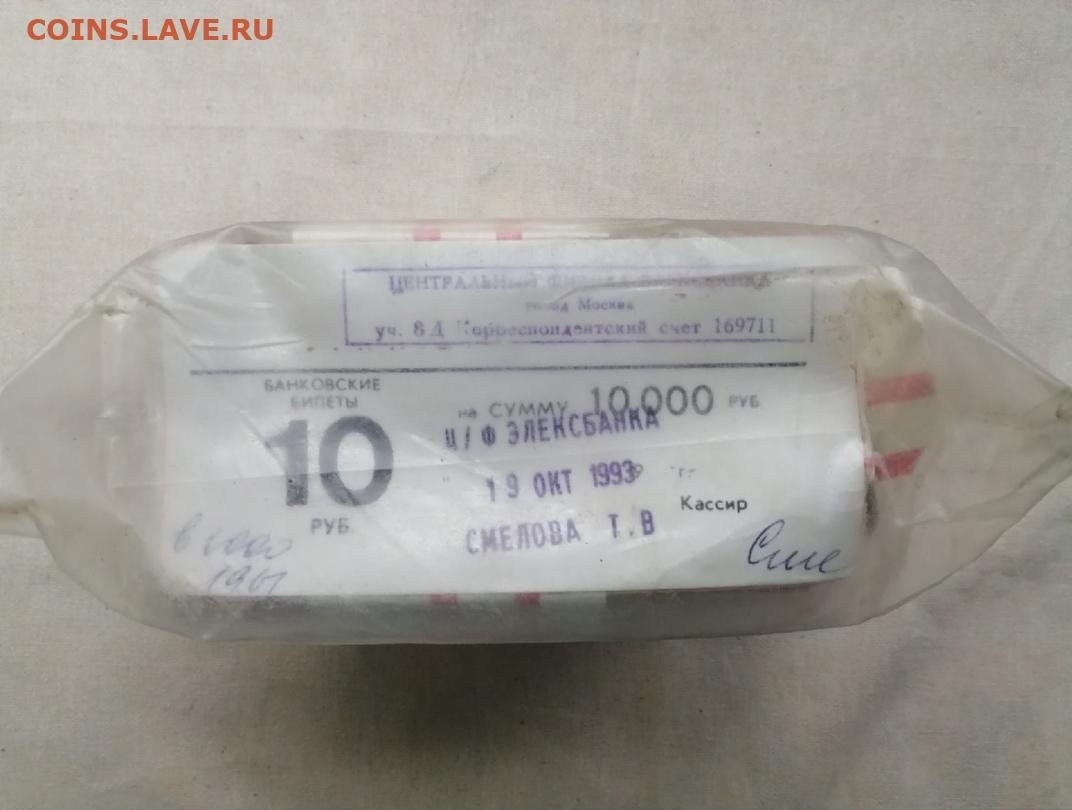 COINS.LAVE.RU
ЦЕНТРАЛЬНЫЙ
город Москва
уч. 8Д Корреспондентский счет 169711
БАНКОВСКИЕ
БИЛЕТЫ
на СУММУ 10.000 РУБ
Ц/Ф ЭЛЕКСБАНКА
10
19 ОКТ 1993
РУБ.
Кассир
СМЕЛОВА Т.В
1961